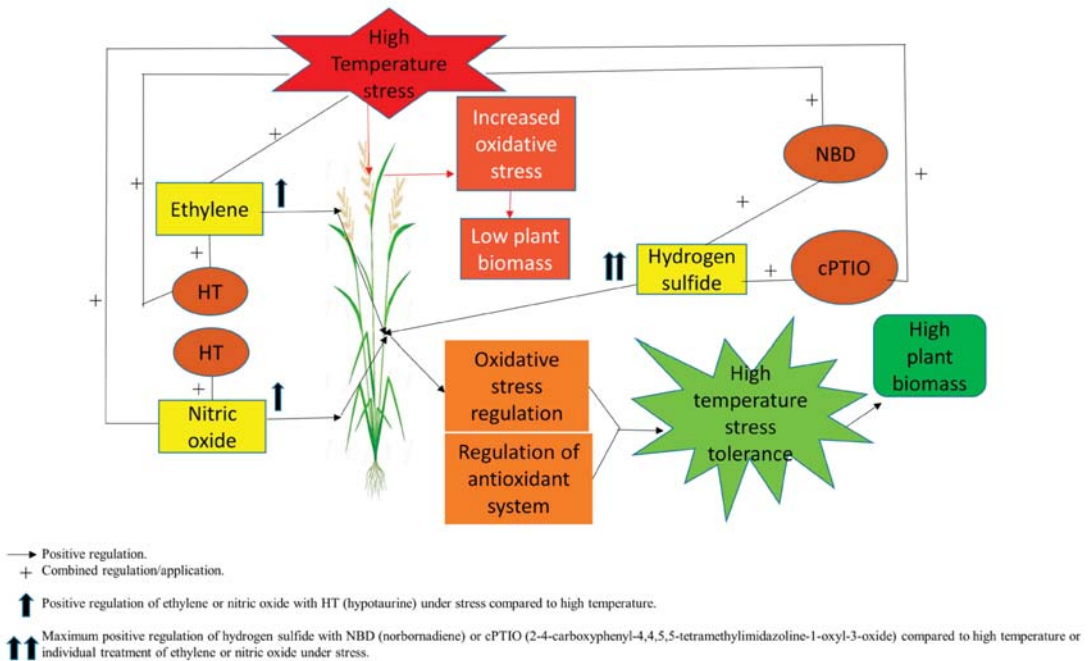 High
Temperature
stress
Increased
oxidative
stress
NBD
+
+
+
+
Ethylene
+
Low plant
biomass
Hydrogen
sulfide
+
cPTIO
+
HT
+
HT
High
plant
biomass
+
Nitric
oxide
Oxidative
stress
regulation
High
temperature
stress
tolerance
Regulation of
antioxidant
system
Positive regulation.
+ Combined regulation/application.
Positive regulation of ethylene or nitric oxide with HT (hypotaurine) under stress compared to high temperature.
Maximum positive regulation of hydrogen sulfide with NBD (norbornadiene) or cPTIO (2-4-carboxyphenyl-4,4,5,5-tetramethylimidazoline-1-oxyl-3-oxide) compared to high temperature or
individual treatment of ethylene or nitric oxide under stress.